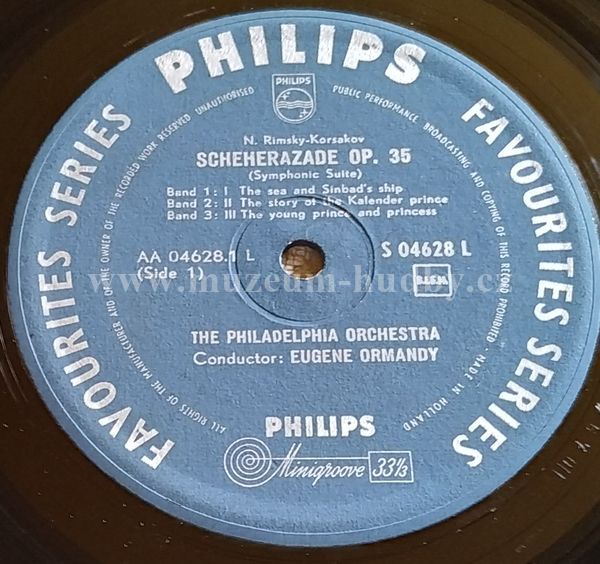 PHILIPS
FAVOURITES SERIES
FAVOURITES SERIES
ALL RIGHTS OF THE MANUFACTURER AND OF THE OWNER OF THE RECORDED WORK RESERVED UNAUTHORISED PUBLIC PERFORMANCE BROADCASTING AND COPYING OF THIS RECORD PROHIBITED MADE IN HOLLAND
PHILIPS
N. Rimsky-Korsakov
SCHEHERAZADE OP. 35
(Symphonic Suite)
Band 1: I The sea and Sinbad's ship
Band 2: II The story of the Kalender prince
Band 3: III The young prince and princess
AA 04628.1 L
S 04628 L
(Side 1)
www.muzeum-hudby.cz
THE PHILADELPHIA ORCHESTRA
Conductor: EUGENE ORMANDY
PHILIPS
Minigroove 33⅓